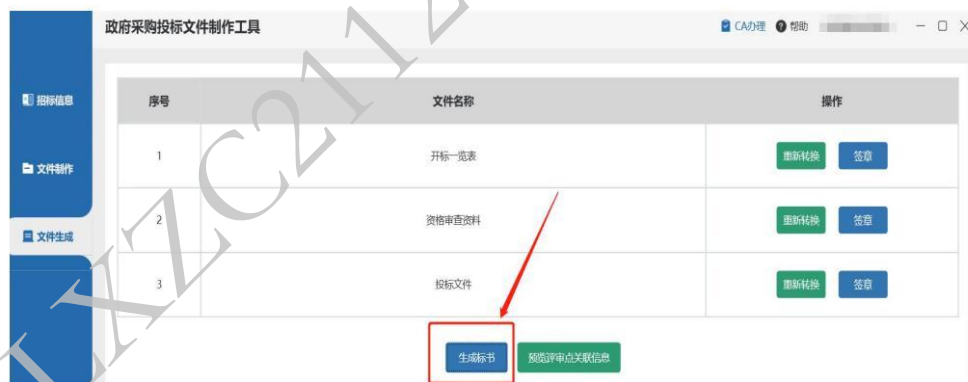 政府采购投标文件制作工具 CA办理 帮助
招标信息
文件制作
文件生成
序号 文件名称 操作
1 开标一览表 重新转换 签章
2 资格审查资料 重新转换 签章
3 投标文件 重新转换 签章
生成标书 预览评审点关联信息
LXZC2112